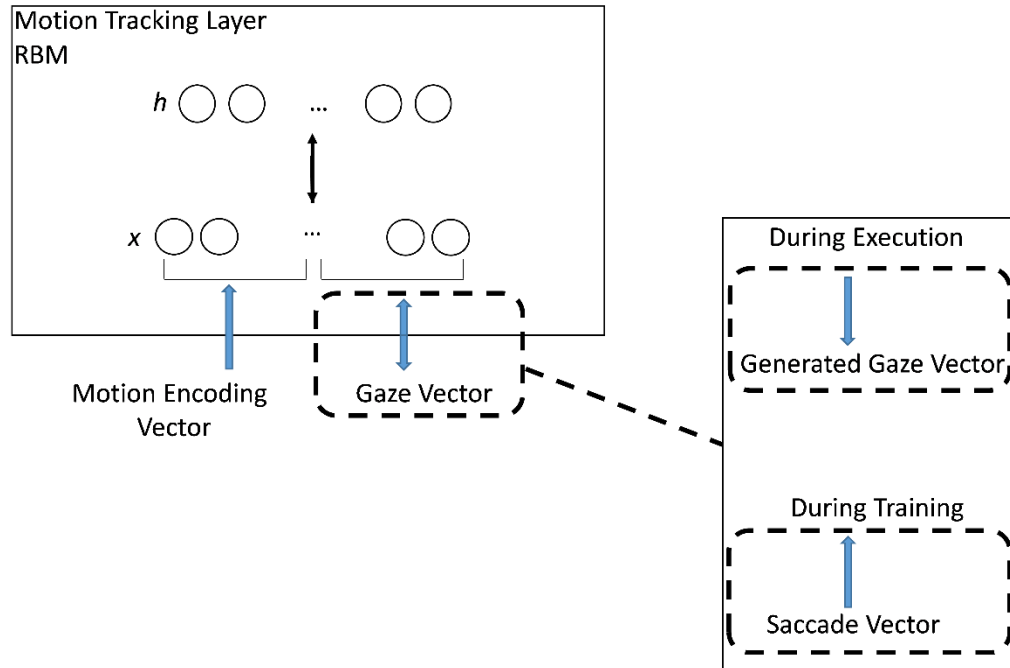 Motion Tracking Layer
RBM
h
...
x
...
Motion Encoding
Vector
Gaze Vector
During Execution
Generated Gaze Vector
During Training
Saccade Vector